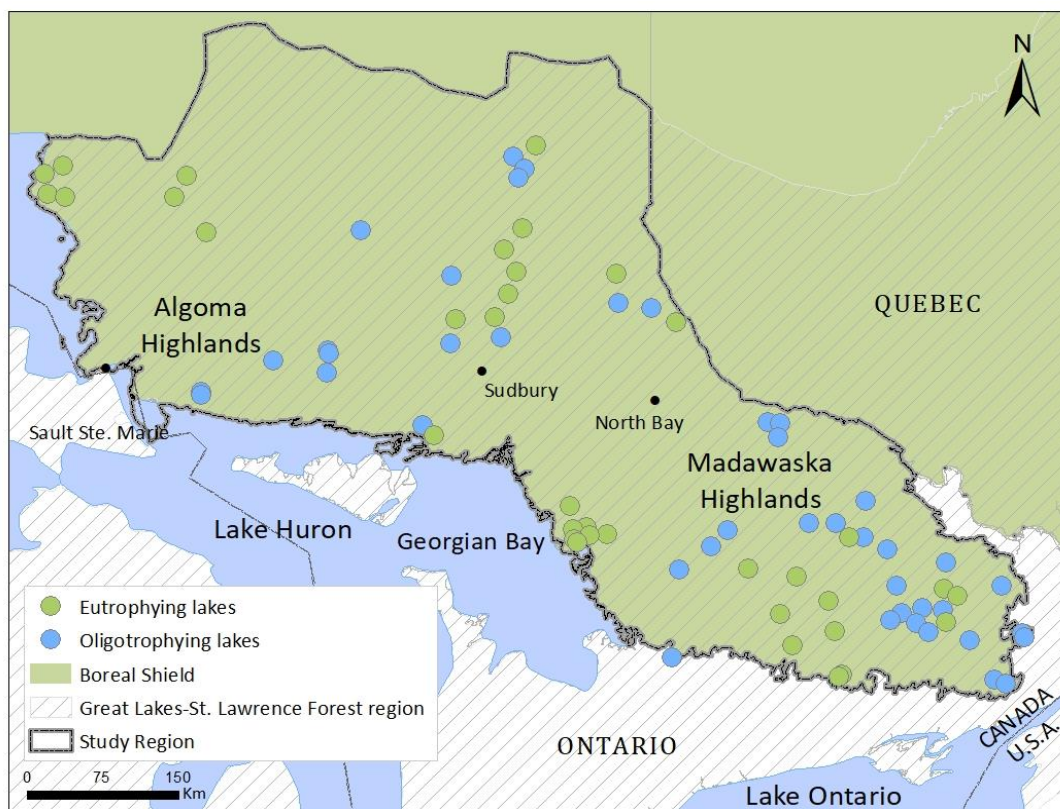 N
QUEBEC
Algoma
Highlands
Sudbury
North Bay
Sault Ste. Marie
Madawaska
Highlands
Lake Huron
Georgian Bay
Eutrophying lakes
Oligotrophying lakes
Boreal Shield
Great Lakes-St. Lawrence Forest region
Study Region
0 75 150
Km
ONTARIO
CANADA
U.S.A.
Lake Ontario